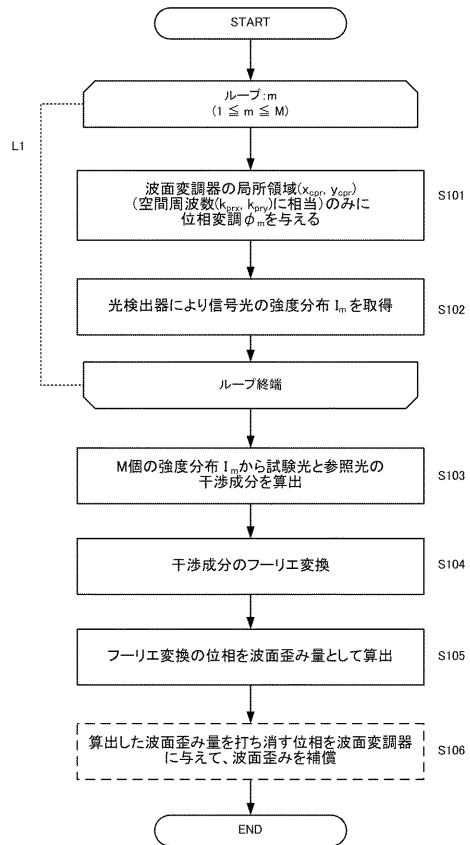 START
ループ:m
(1 ≦ m ≦ M)
L1
波面変調器の局所領域(xcpr, ycpr)
(空間周波数(kprx, kpry)に相当)のみに
位相変調φmを与える
S101
光検出器により信号光の強度分布 Imを取得
S102
ループ終端
M個の強度分布 Imから試験光と参照光の
干渉成分を算出
S103
干渉成分のフーリエ変換
S104
フーリエ変換の位相を波面歪み量として算出
S105
算出した波面歪み量を打ち消す位相を波面変調器
に与えて、波面歪みを補償
S106
END